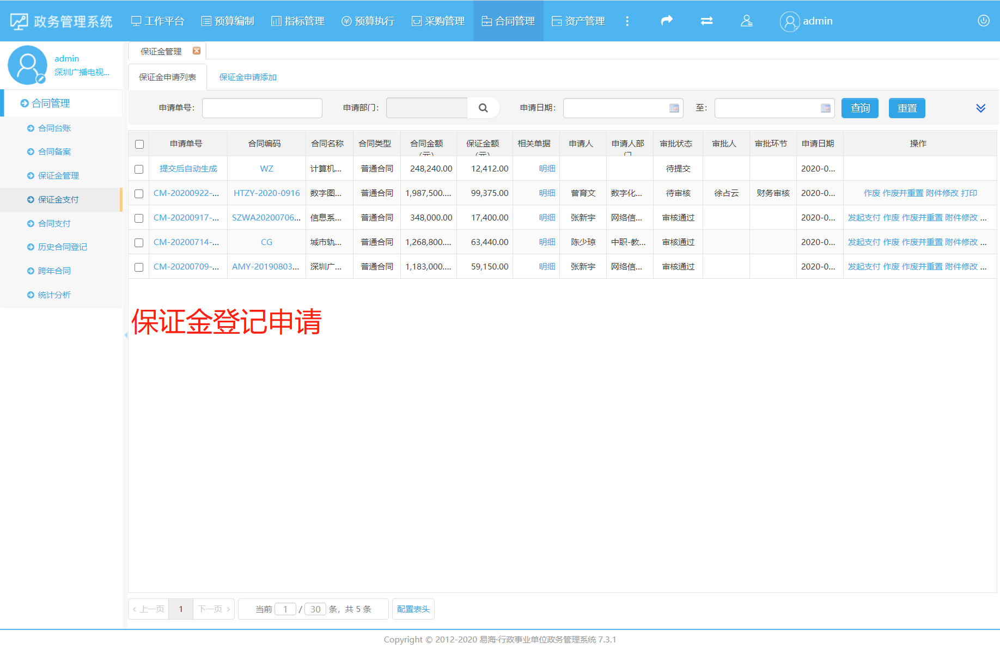 政务管理系统 工作平台 预算编制 指标管理 预算执行 采购管理 合同管理 资产管理 admin
admin
深圳广播电视...
合同管理
合同台账
合同备案
保证金管理
保证金支付
合同支付
历史合同登记
跨年合同
统计分析
保证金管理
保证金申请列表 保证金申请添加
申请单号: 申请部门: 申请日期: 至: 查询 重置
申请单号 合同编码 合同名称 合同类型 合同金额(元) 保证金额(元) 相关单据 申请人 申请人部门 审批状态 审批人 审批环节 申请日期 操作
提交后自动生成 WZ 计算机... 普通合同 248,240.00 12,412.00 明细 待提交 2020-0...
CM-20200922-... HTZY-2020-0916 数字图... 普通合同 1,987,500.... 99,375.00 明细 曾育文 数字化... 待审核 徐占云 财务审核 2020-0... 作废 作废并重置 附件修改 打印
CM-20200917-... SZWA20200706... 信息系... 普通合同 348,000.00 17,400.00 明细 张新宇 网络信... 审核通过 2020-0... 发起支付 作废 作废并重置 附件修改 ...
CM-20200714-... CG 城市轨... 普通合同 1,268,800.... 63,440.00 明细 陈少琼 中职-教... 审核通过 2020-0... 发起支付 作废 作废并重置 附件修改 ...
CM-20200709-... AMY-20190803... 深圳广... 普通合同 1,183,000.... 59,150.00 明细 张新宇 网络信... 审核通过 2020-0... 发起支付 作废 作废并重置 附件修改 ...
保证金登记申请
‹ 上一页 1 下一页 › 当前 1 / 30 条，共 5 条 配置表头
Copyright © 2012-2020 易海·行政事业单位政务管理系统 7.3.1